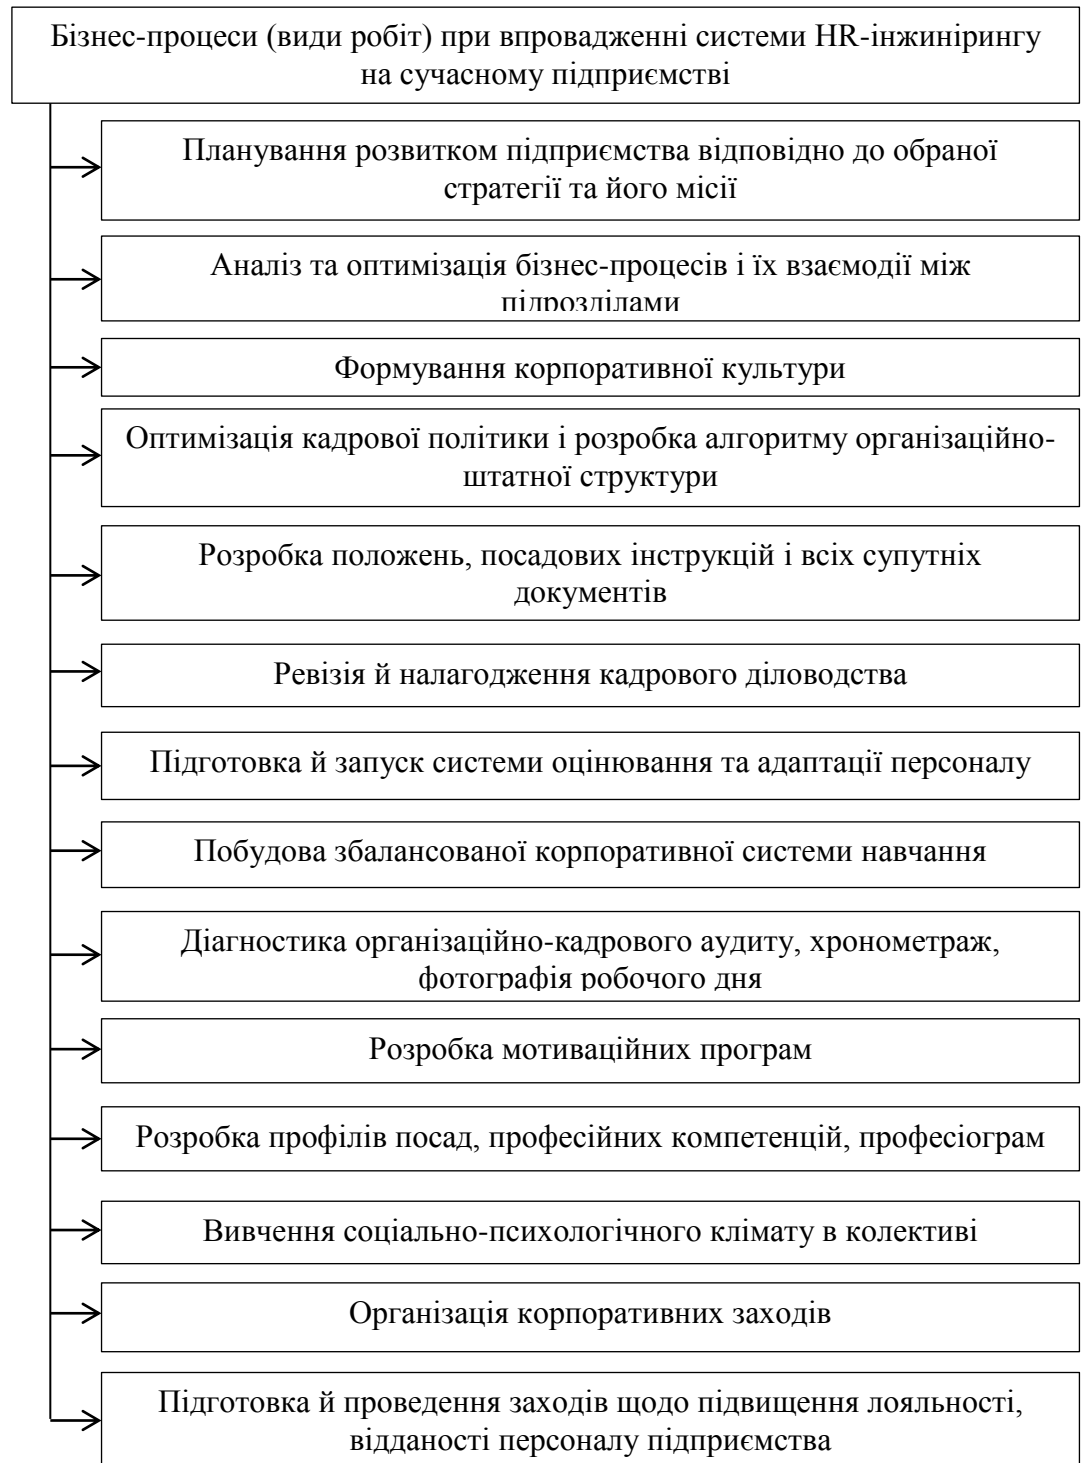 Бізнес-процеси (види робіт) при впровадженні системи HR-інжинірингу
на сучасному підприємстві
Планування розвитком підприємства відповідно до обраної
стратегії та його місії
Аналіз та оптимізація бізнес-процесів і їх взаємодії між
підрозділами
Формування корпоративної культури
Оптимізація кадрової політики і розробка алгоритму організаційно-
штатної структури
Розробка положень, посадових інструкцій і всіх супутніх
документів
Ревізія й налагодження кадрового діловодства
Підготовка й запуск системи оцінювання та адаптації персоналу
Побудова збалансованої корпоративної системи навчання
Діагностика організаційно-кадрового аудиту, хронометраж,
фотографія робочого дня
Розробка мотиваційних програм
Розробка профілів посад, професійних компетенцій, професіограм
Вивчення соціально-психологічного клімату в колективі
Організація корпоративних заходів
Підготовка й проведення заходів щодо підвищення лояльності,
відданості персоналу підприємства